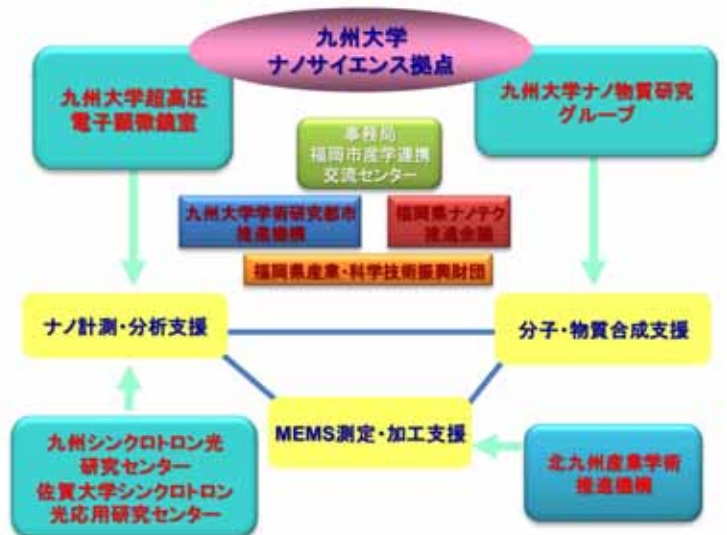 九州大学
ナノサイエンス拠点
九州大学超高圧
電子顕微鏡室
九州大学ナノ物質研究
グループ
事務局
福岡市産学連携
交流センター
九州大学学術研究都市
推進機構
福岡県ナノテク
推進会議
福岡県産業・科学技術振興財団
ナノ計測・分析支援
分子・物質合成支援
MEMS測定・加工支援
九州シンクロトロン光
研究センター
佐賀大学シンクロトロン
光応用研究センター
北九州産業学術
推進機構